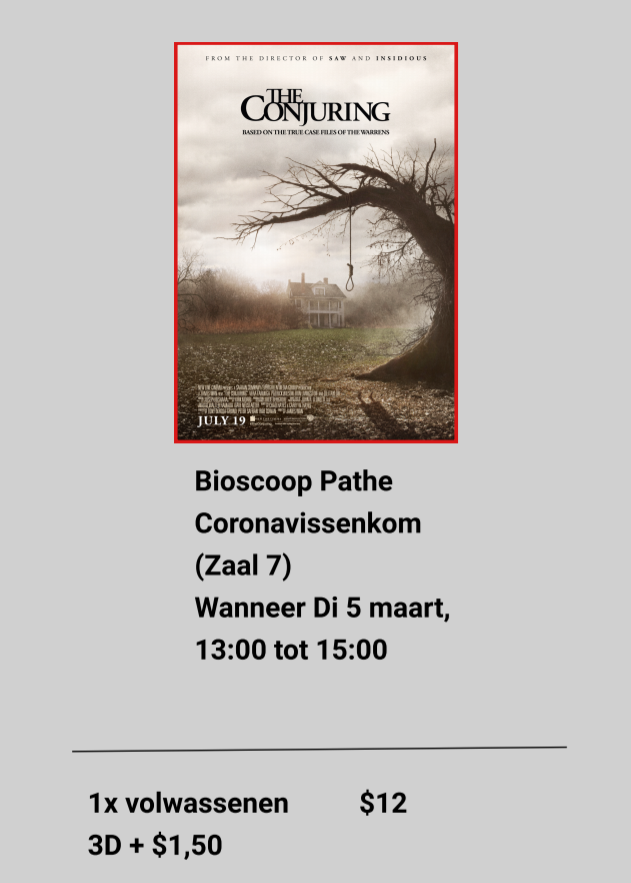 FROM THE DIRECTOR OF SAW AND INSIDIOUS
THE
CONJURING
BASED ON THE TRUE CASE FILES OF THE WARRENS
JULY 19
Bioscoop Pathe
Coronavissenkom
(Zaal 7)
Wanneer Di 5 maart,
13:00 tot 15:00
1x volwassenen $12
3D + $1,50